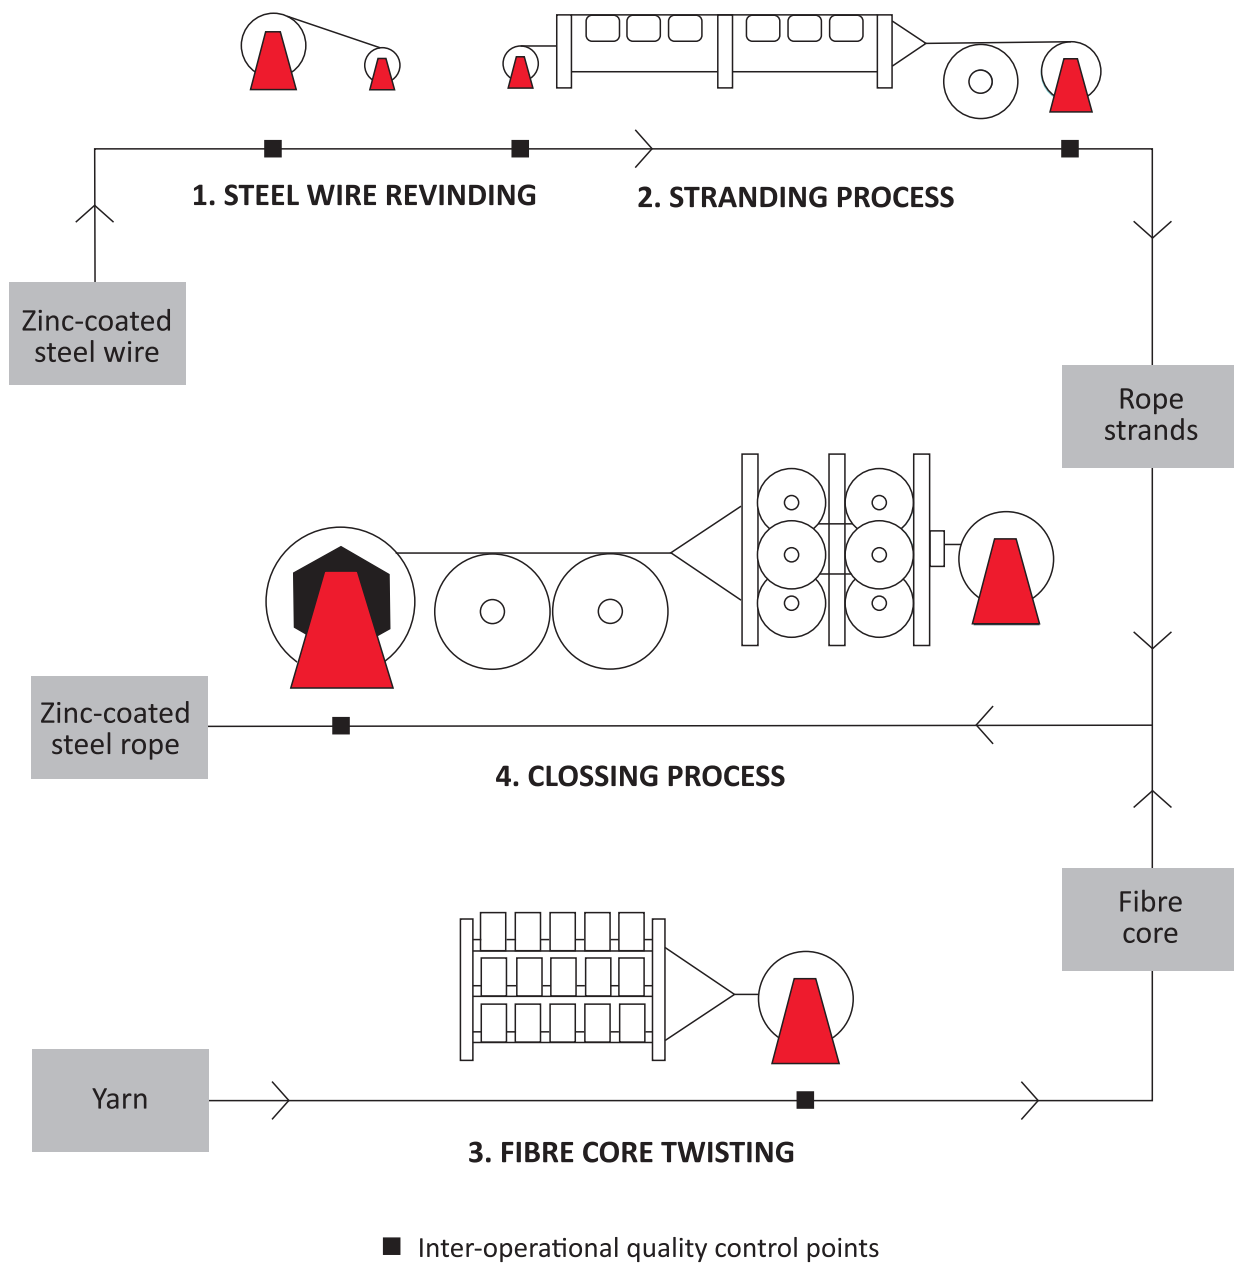 1. STEEL WIRE REVINDING
2. STRANDING PROCESS
Zinc-coated
steel wire
Rope
strands
Zinc-coated
steel rope
4. CLOSSING PROCESS
Fibre
core
Yarn
3. FIBRE CORE TWISTING
Inter-operational quality control points